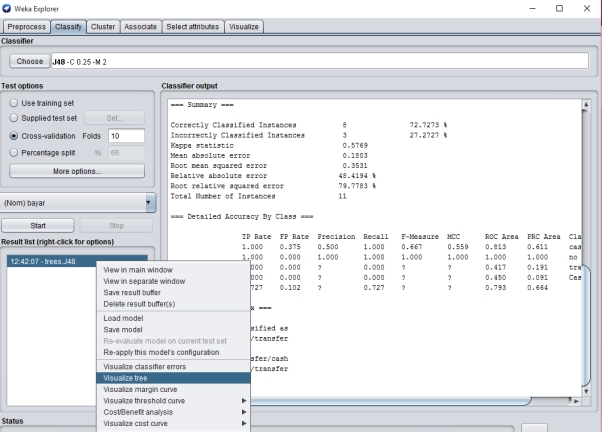 Weka Explorer
Preprocess Classify Cluster Associate Select attributes Visualize
Classifier
Choose J48 -C 0.25 -M 2
Test options
Use training set
Supplied test set Set...
Cross-validation Folds 10
Percentage split % 66
More options...
(Nom) bayar
Start Stop
Result list (right-click for options)
12:42:07 - trees.J48
View in main window
View in separate window
Save result buffer
Delete result buffer(s)
Load model
Save model
Re-evaluate model on current test set
Re-apply this model's configuration
Visualize classifier errors
Visualize tree
Visualize margin curve
Visualize threshold curve
Cost/Benefit analysis
Visualize cost curve
Classifier output
=== Summary ===
Correctly Classified Instances 8 72.7273 %
Incorrectly Classified Instances 3 27.2727 %
Kappa statistic 0.5769
Mean absolute error 0.1803
Root mean squared error 0.3531
Relative absolute error 48.4194 %
Root relative squared error 79.7783 %
Total Number of Instances 11
=== Detailed Accuracy By Class ===
TP Rate FP Rate Precision Recall F-Measure MCC ROC Area PRC Area Cla
1.000 0.375 0.500 1.000 0.667 0.559 0.813 0.611 cas
1.000 0.000 1.000 1.000 1.000 1.000 1.000 1.000 no
0.000 0.000 ? 0.000 ? ? 0.417 0.191 tra
0.000 0.000 ? 0.000 ? ? 0.450 0.091 Cas
.727 0.102 ? 0.727 ? ? 0.793 0.664
x ===
sified as
/transfer
sfer/cash
/transfer
Status